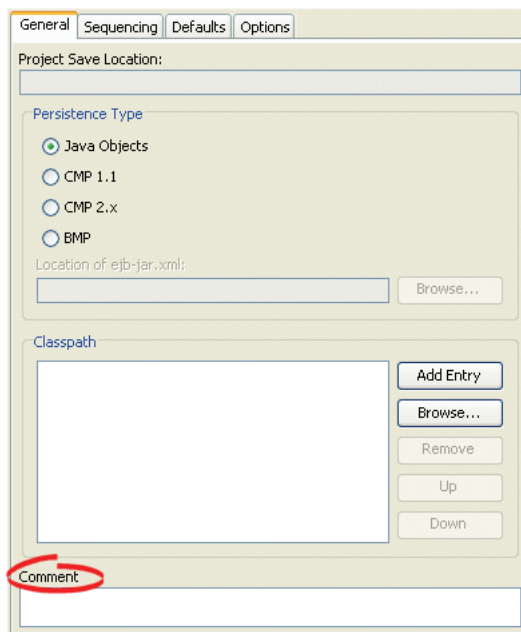 General Sequencing Defaults Options
Project Save Location:
Persistence Type
Java Objects
CMP 1.1
CMP 2.x
BMP
Location of ejb-jar.xml:
Browse...
Classpath
Add Entry
Browse...
Remove
Up
Down
Comment